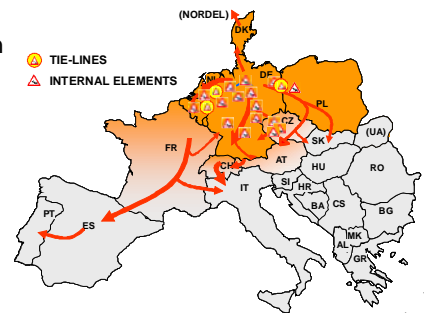 (NORDEL)
DK
TIE-LINES
INTERNAL ELEMENTS
NL
DE
PL
CZ
(UA)
SK
FR
CH
AT
HU
RO
SI
HR
IT
BA
CS
BG
PT
ES
MK
AL
GR